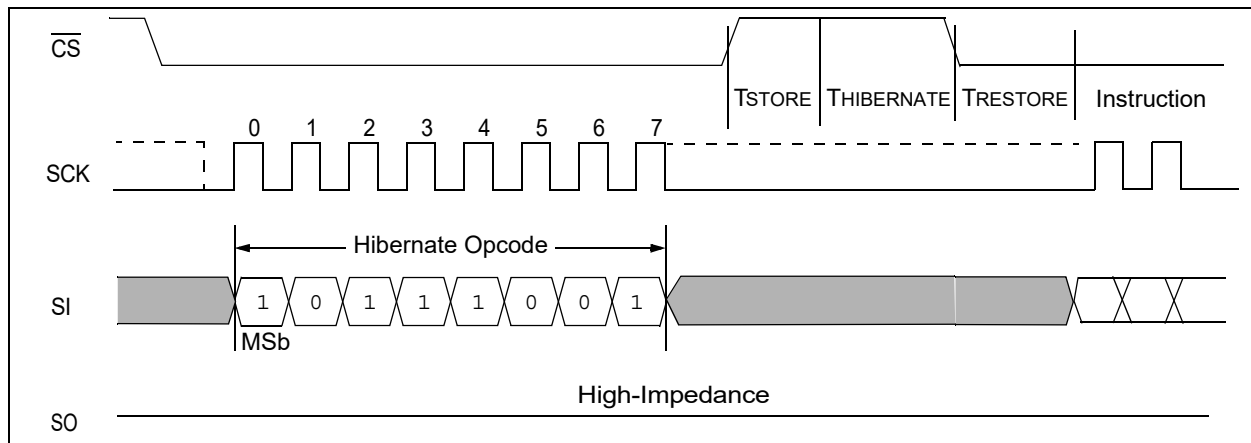 CS
TSTORE THIBERNATE TRESTORE Instruction
0 1 2 3 4 5 6 7
SCK
Hibernate Opcode
SI 1 0 1 1 1 0 0 1
MSb
High-Impedance
SO